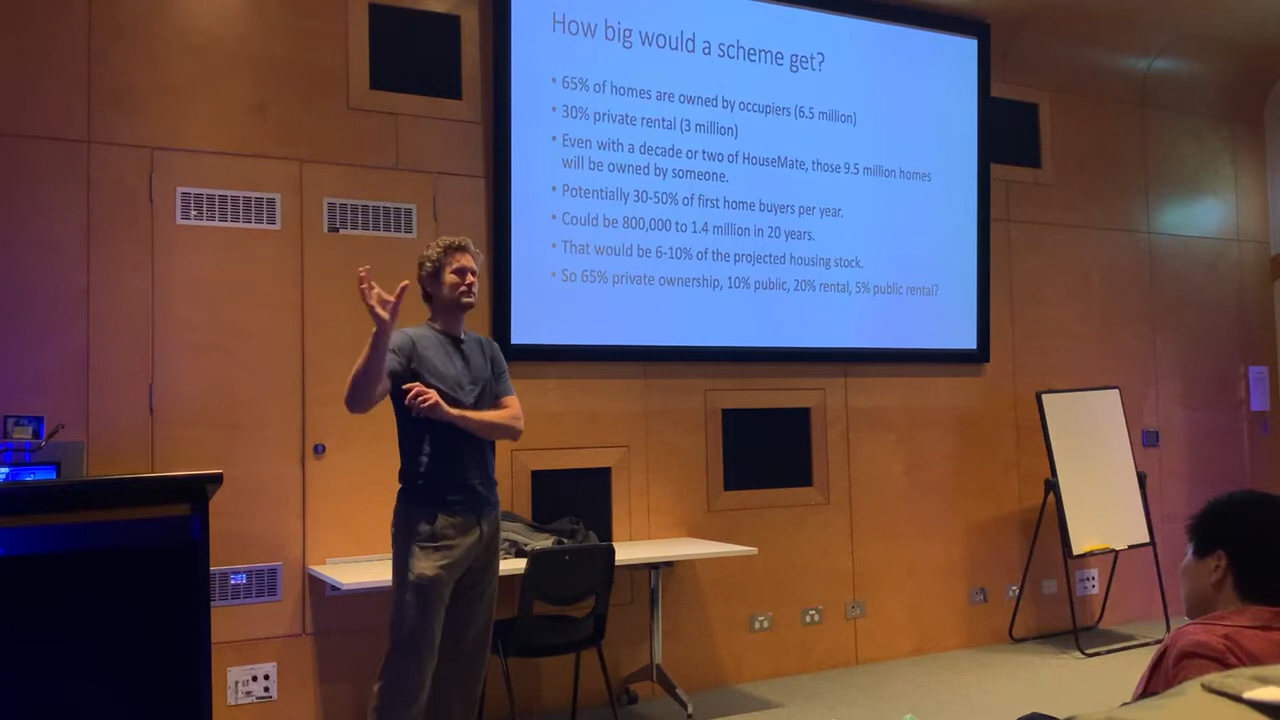 How big would a scheme get?
• 65% of homes are owned by occupiers (6.5 million)
• 30% private rental (3 million)
• Even with a decade or two of HouseMate, those 9.5 million homes
will be owned by someone.
• Potentially 30-50% of first home buyers per year.
• Could be 800,000 to 1.4 million in 20 years.
• That would be 6-10% of the projected housing stock.
• So 65% private ownership, 10% public, 20% rental, 5% public rental?